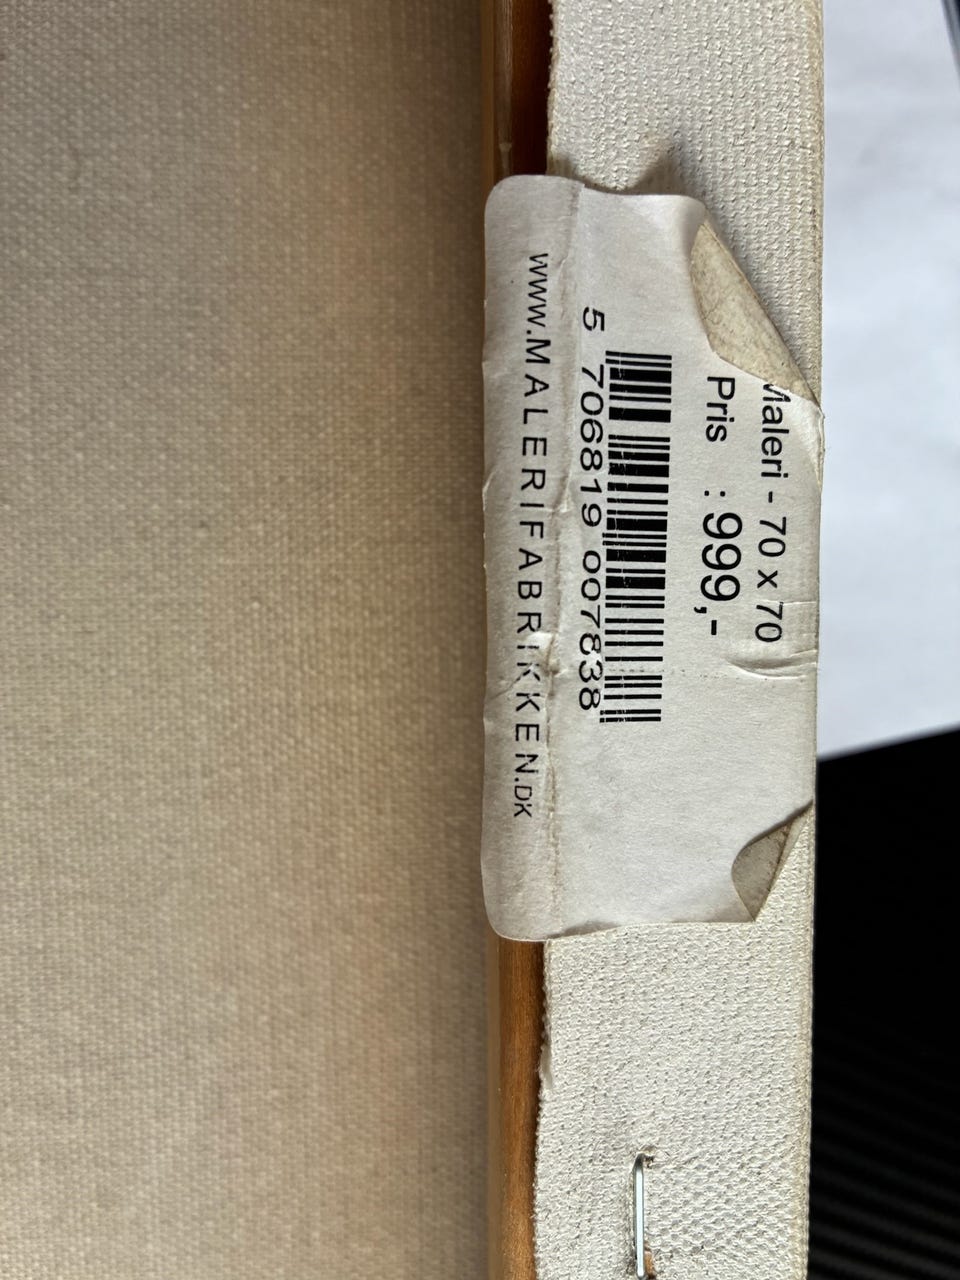 Maleri - 70 x 70
Pris : 999,-
5 706819 007838
WWW.MALERIFABRIKKEN.DK